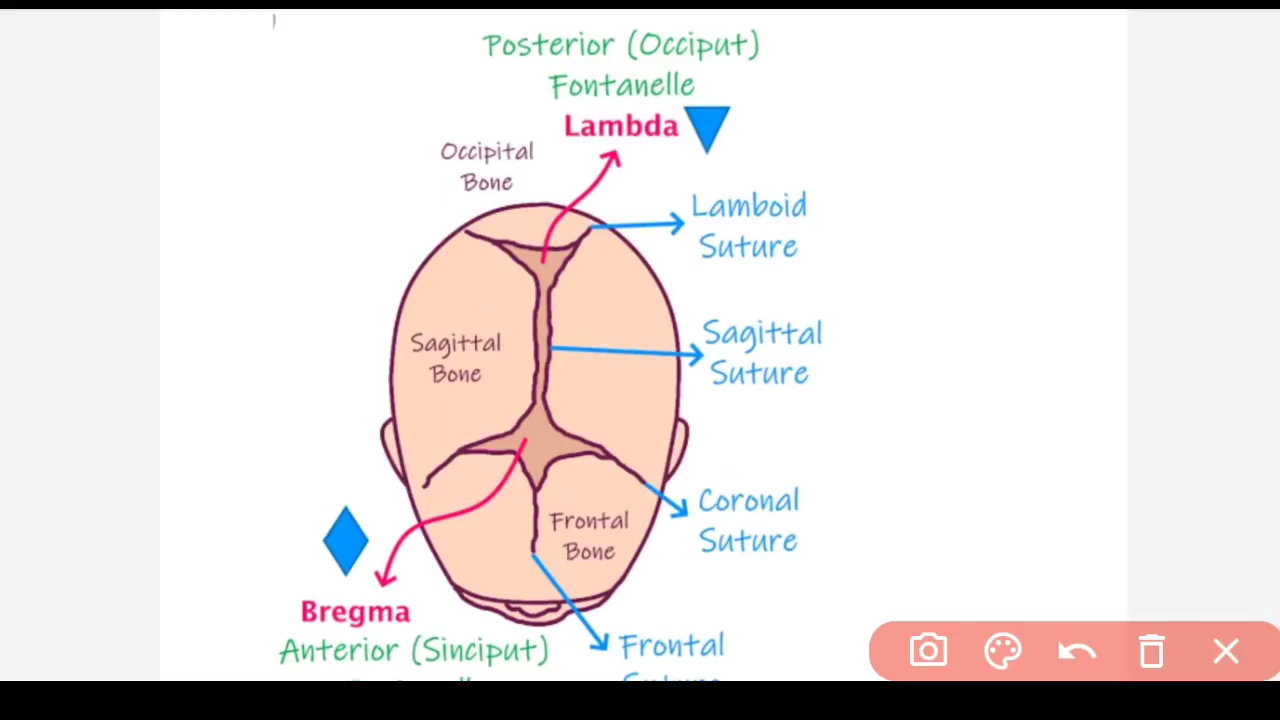 Posterior (Occiput)
Fontanelle
Lambda
Occipital
Bone
Lamboid
Suture
Sagittal
Suture
Sagittal
Bone
Coronal
Suture
Frontal
Bone
Bregma
Anterior (Sinciput)
Frontal